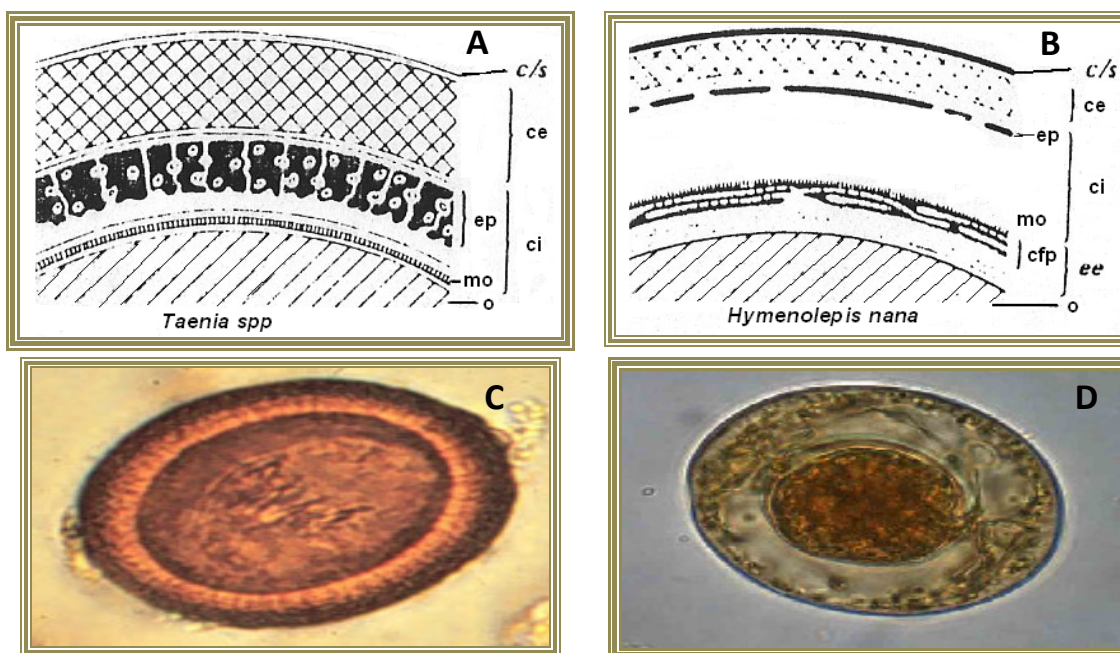 A
c/s
ce
ep
ci
mo
o
Taenia spp
B
c/s
ce
ep
ci
mo
cfp
ee
o
Hymenolepis nana
C
D